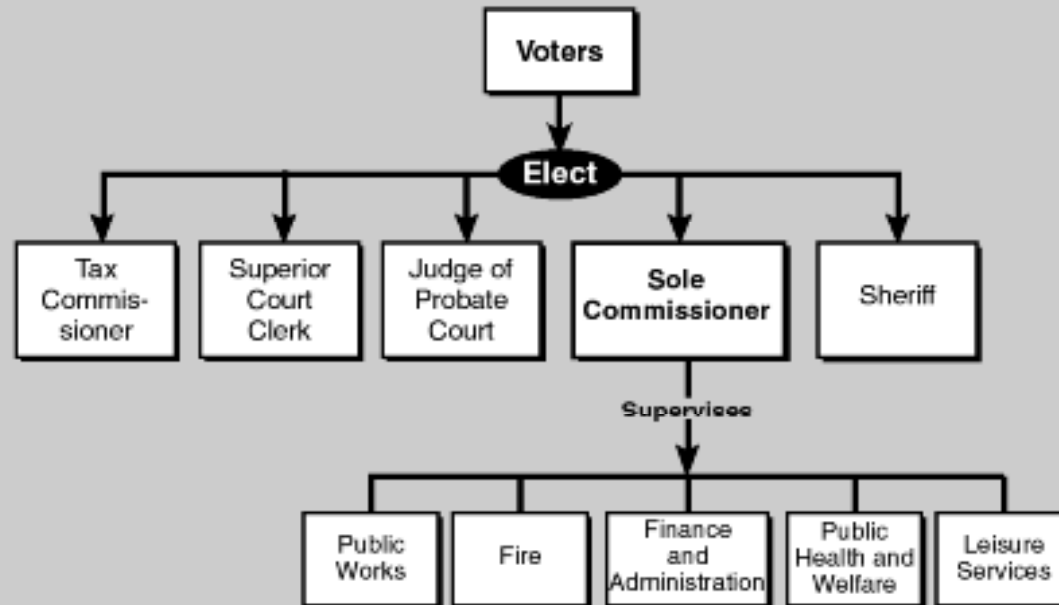 Voters
Elect
Tax
Commis-
sioner
Superior
Court
Clerk
Judge of
Probate
Court
Sole
Commissioner
Sheriff
Supervises
Public
Works
Fire
Finance
and
Administration
Public
Health and
Welfare
Leisure
Services